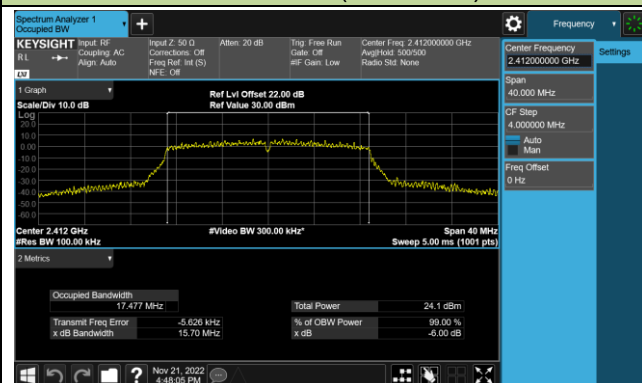 Spectrum Analyzer 1
Occupied BW
Frequency
KEYSIGHT
RL
Input: RF
Coupling: AC
Align: Auto
Input Z: 50 Ω
Corrections: Off
Freq Ref: Int (S)
NFE: Off
Atten: 20 dB
Trig: Free Run
Gate: Off
#IF Gain: Low
Center Freq: 2.412000000 GHz
Avg|Hold: 500/500
Radio Std: None
LXI
Center Frequency
2.412000000 GHz
Settings
Span
40.000 MHz
CF Step
4.000000 MHz
Auto
Man
Freq Offset
0 Hz
1 Graph
Scale/Div 10.0 dB
Ref Lvl Offset 22.00 dB
Ref Value 30.00 dBm
Log
20.0
10.0
0.00
-10.0
-20.0
-30.0
-40.0
-50.0
-60.0
Center 2.412 GHz
#Res BW 100.00 kHz
#Video BW 300.00 kHz*
Span 40 MHz
Sweep 5.00 ms (1001 pts)
2 Metrics
Occupied Bandwidth
17.477 MHz
Total Power 24.1 dBm
Transmit Freq Error -5.626 kHz
% of OBW Power 99.00 %
x dB Bandwidth 15.70 MHz
x dB -6.00 dB
Nov 21, 2022
4:48:05 PM